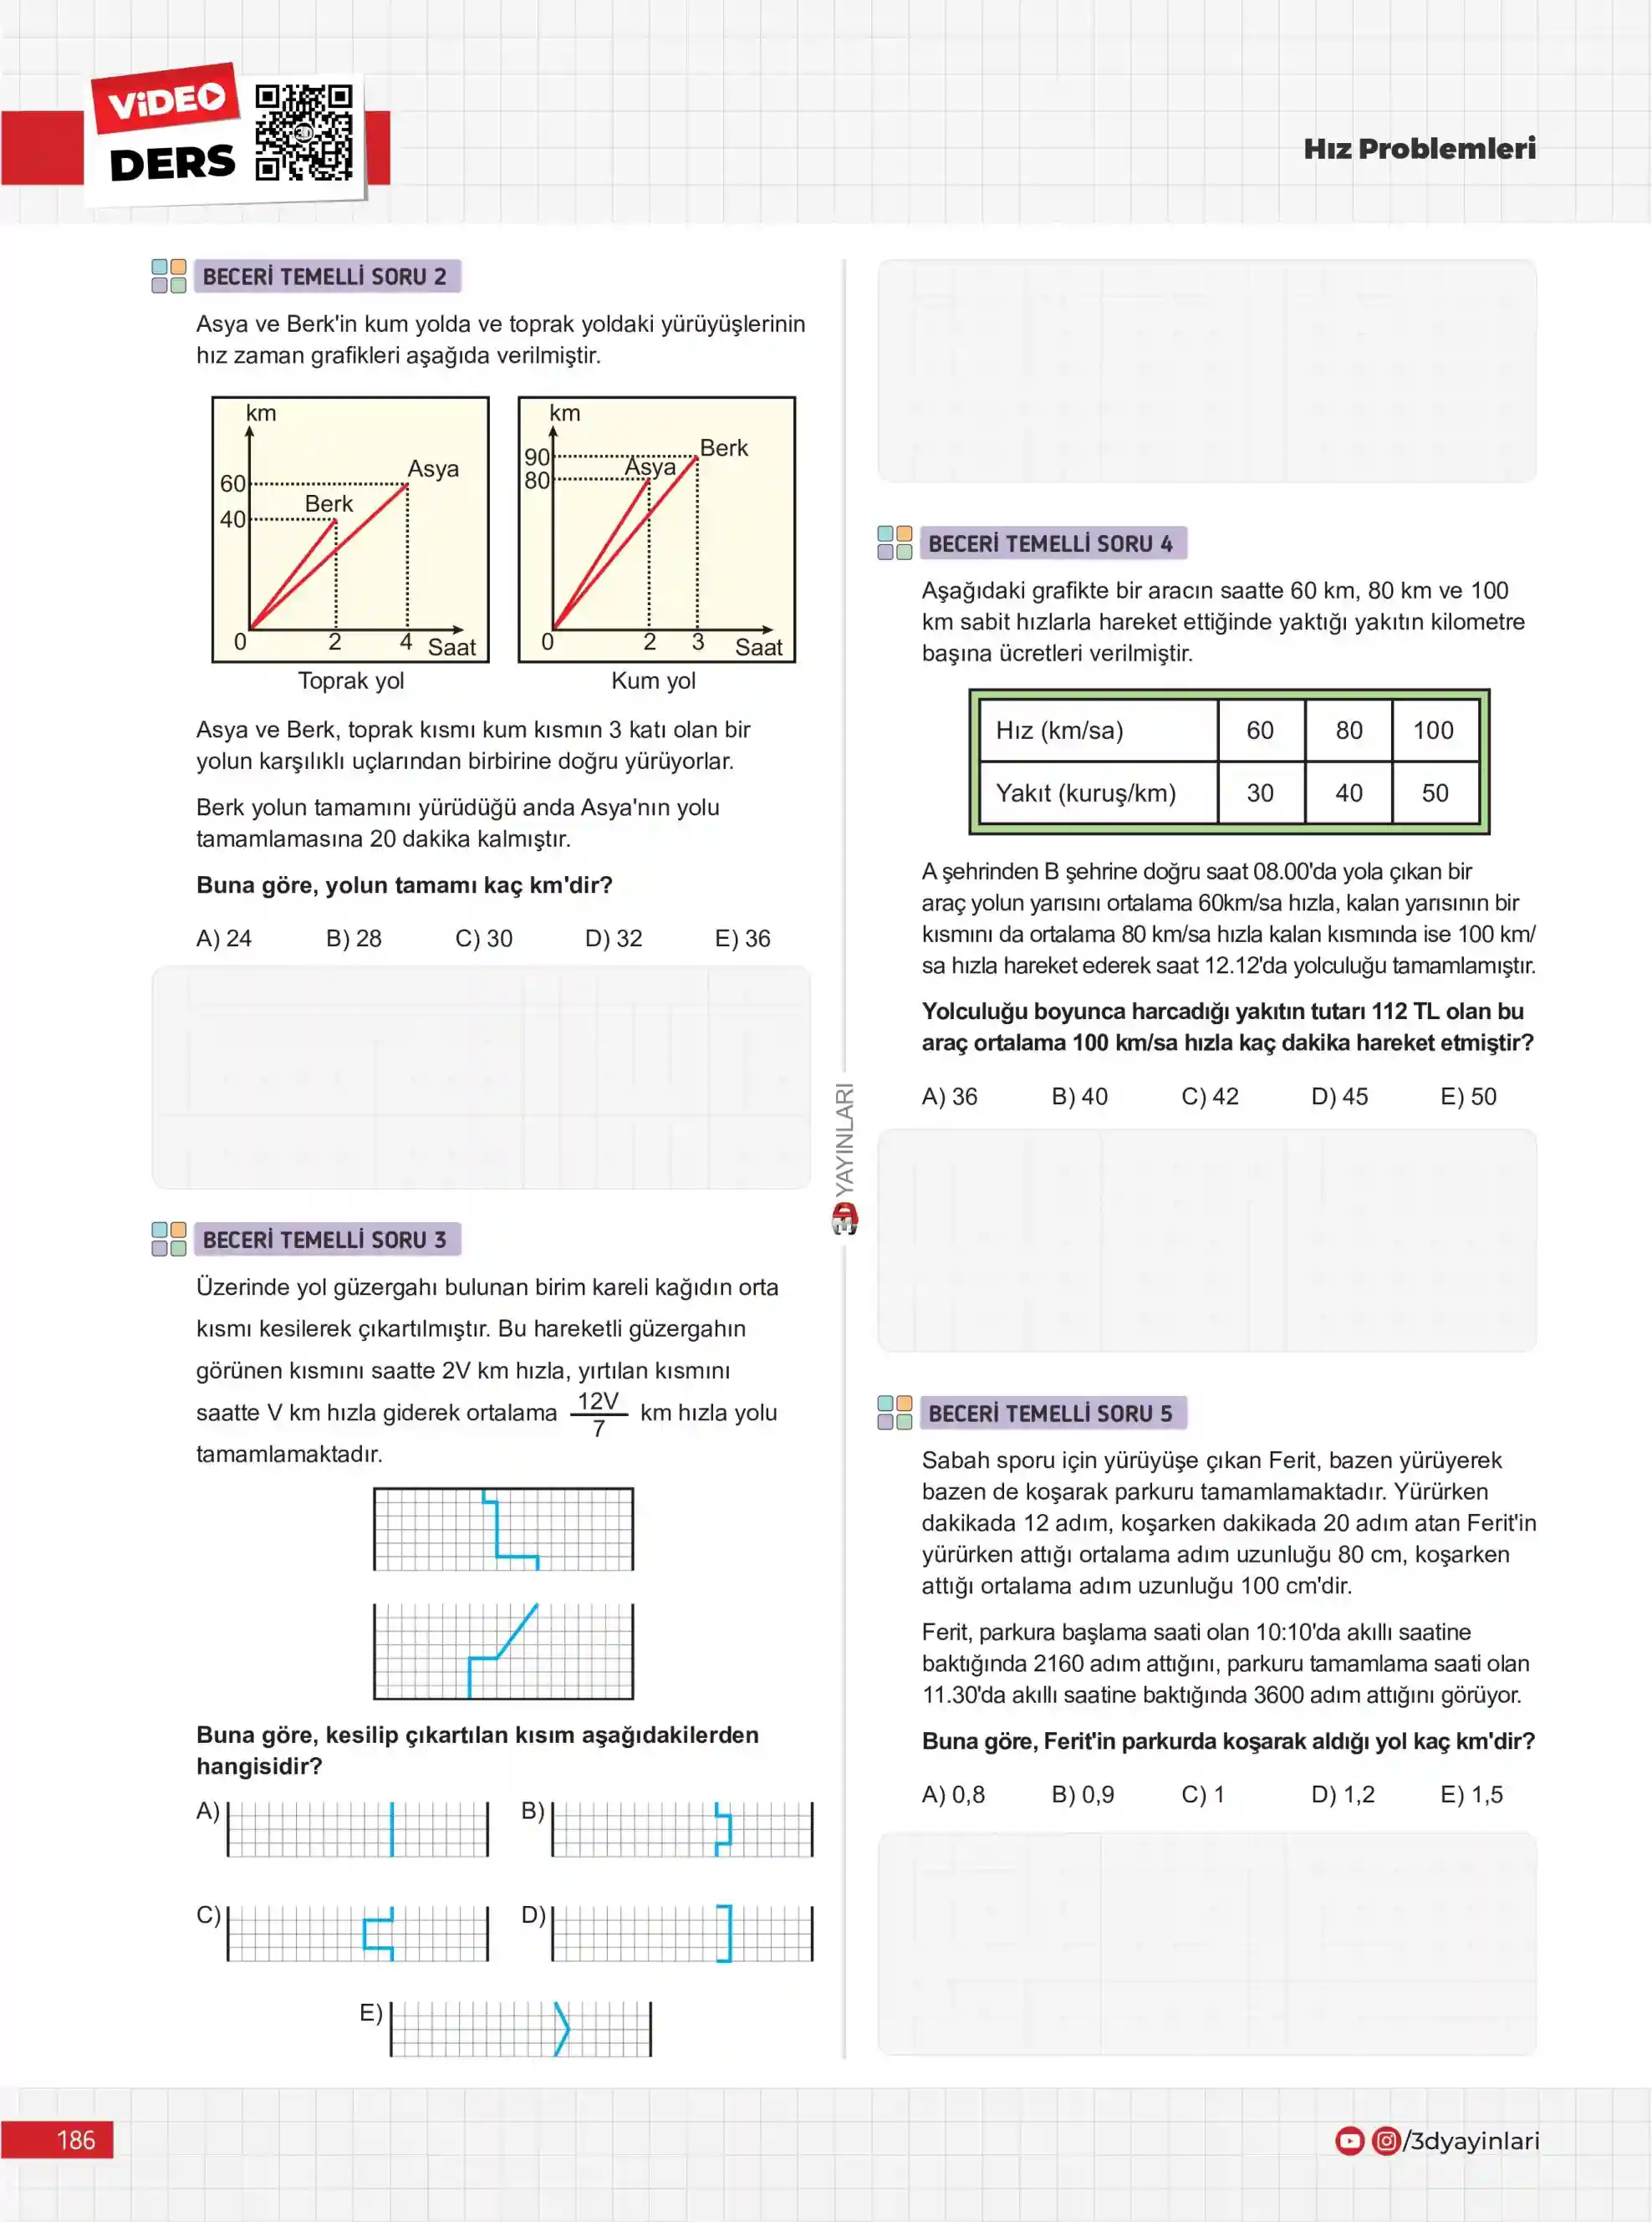 VİDEO
DERS
Hız Problemleri
BECERİ TEMELLİ SORU 2
Asya ve Berk'in kum yolda ve toprak yoldaki yürüyüşlerinin
hız zaman grafikleri aşağıda verilmiştir.
km
60
40
Berk
Asya
0
2
4
Saat
Toprak yol
km
90
80
Asya
Berk
0
2
3
Saat
Kum yol
Asya ve Berk, toprak kısmı kum kısmın 3 katı olan bir
yolun karşılıklı uçlarından birbirine doğru yürüyorlar.
Berk yolun tamamını yürüdüğü anda Asya'nın yolu
tamamlamasına 20 dakika kalmıştır.
Buna göre, yolun tamamı kaç km'dir?
A) 24 B) 28 C) 30 D) 32 E) 36
BECERİ TEMELLİ SORU 3
Üzerinde yol güzergahı bulunan birim kareli kağıdın orta
kısmı kesilerek çıkartılmıştır. Bu hareketli güzergahın
görünen kısmını saatte 2V km hızla, yırtılan kısmını
saatte V km hızla giderek ortalama 12V/7 km hızla yolu
tamamlamaktadır.
Buna göre, kesilip çıkartılan kısım aşağıdakilerden
hangisidir?
A)
B)
C)
D)
E)
3D YAYINLARI
BECERİ TEMELLİ SORU 4
Aşağıdaki grafikte bir aracın saatte 60 km, 80 km ve 100
km sabit hızlarla hareket ettiğinde yaktığı yakıtın kilometre
başına ücretleri verilmiştir.
Hız (km/sa) 60 80 100
Yakıt (kuruş/km) 30 40 50
A şehrinden B şehrine doğru saat 08.00'da yola çıkan bir
araç yolun yarısını ortalama 60km/sa hızla, kalan yarısının bir
kısmını da ortalama 80 km/sa hızla kalan kısmında ise 100 km/
sa hızla hareket ederek saat 12.12'da yolculuğu tamamlamıştır.
Yolculuğu boyunca harcadığı yakıtın tutarı 112 TL olan bu
araç ortalama 100 km/sa hızla kaç dakika hareket etmiştir?
A) 36 B) 40 C) 42 D) 45 E) 50
BECERİ TEMELLİ SORU 5
Sabah sporu için yürüyüşe çıkan Ferit, bazen yürüyerek
bazen de koşarak parkuru tamamlamaktadır. Yürürken
dakikada 12 adım, koşarken dakikada 20 adım atan Ferit'in
yürürken attığı ortalama adım uzunluğu 80 cm, koşarken
attığı ortalama adım uzunluğu 100 cm'dir.
Ferit, parkura başlama saati olan 10:10'da akıllı saatine
baktığında 2160 adım attığını, parkuru tamamlama saati olan
11.30'da akıllı saatine baktığında 3600 adım attığını görüyor.
Buna göre, Ferit'in parkurda koşarak aldığı yol kaç km'dir?
A) 0,8 B) 0,9 C) 1 D) 1,2 E) 1,5
186
/3dyayinlari